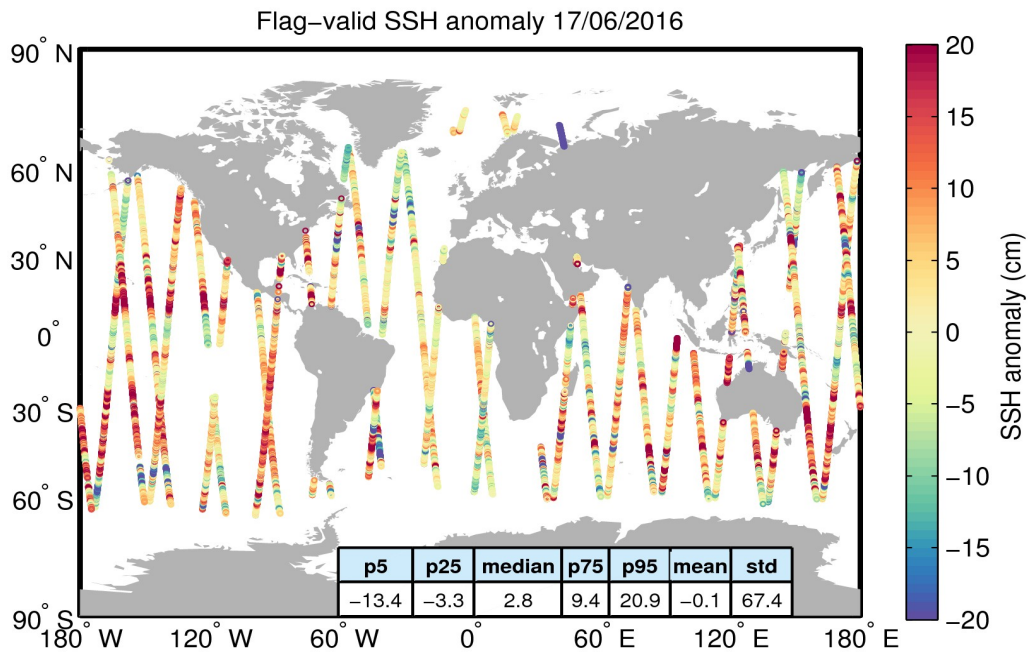 Flag−valid SSH anomaly 17/06/2016
90° N
60° N
30° N
0°
30° S
60° S
90° S
180° W
120° W
60° W
0°
60° E
120° E
180° E
p5 p25 median p75 p95 mean std
−13.4 −3.3 2.8 9.4 20.9 −0.1 67.4
20
15
10
5
0
−5
−10
−15
−20
SSH anomaly (cm)